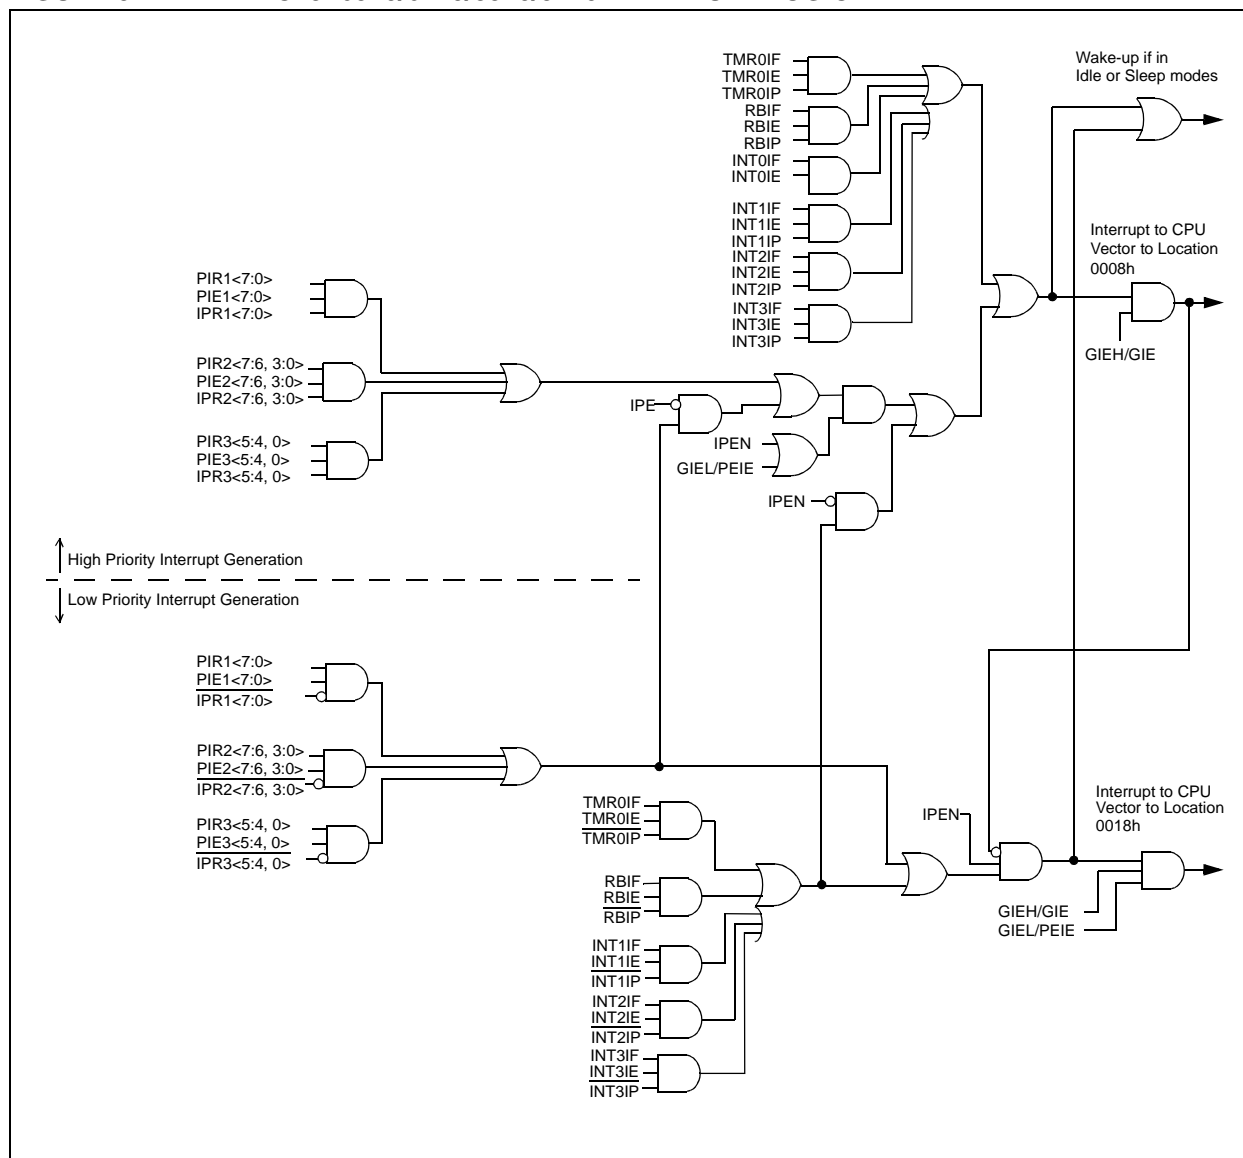 TMR0IF
TMR0IE
TMR0IP
RBIF
RBIE
RBIP
INT0IF
INT0IE
INT1IF
INT1IE
INT1IP
INT2IF
INT2IE
INT2IP
INT3IF
INT3IE
INT3IP
Wake-up if in
Idle or Sleep modes
Interrupt to CPU
Vector to Location
0008h
GIEH/GIE
PIR1<7:0>
PIE1<7:0>
IPR1<7:0>
PIR2<7:6, 3:0>
PIE2<7:6, 3:0>
IPR2<7:6, 3:0>
PIR3<5:4, 0>
PIE3<5:4, 0>
IPR3<5:4, 0>
IPE
IPEN
GIEL/PEIE
IPEN
High Priority Interrupt Generation
Low Priority Interrupt Generation
PIR1<7:0>
PIE1<7:0>
IPR1<7:0>
PIR2<7:6, 3:0>
PIE2<7:6, 3:0>
IPR2<7:6, 3:0>
PIR3<5:4, 0>
PIE3<5:4, 0>
IPR3<5:4, 0>
TMR0IF
TMR0IE
TMR0IP
RBIF
RBIE
RBIP
INT1IF
INT1IE
INT1IP
INT2IF
INT2IE
INT2IP
INT3IF
INT3IE
INT3IP
IPEN
Interrupt to CPU
Vector to Location
0018h
GIEH/GIE
GIEL/PEIE